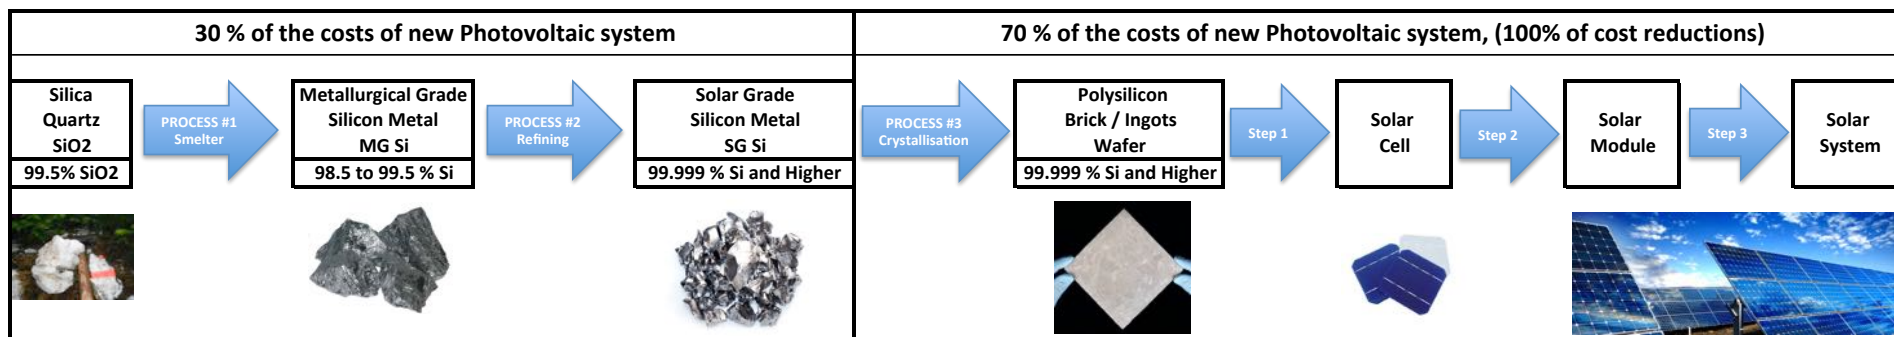 30 % of the costs of new Photovoltaic system
70 % of the costs of new Photovoltaic system, (100% of cost reductions)
Silica
Quartz
SiO2
99.5% SiO2
PROCESS #1
Smelter
Metallurgical Grade
Silicon Metal
MG Si
98.5 to 99.5 % Si
PROCESS #2
Refining
Solar Grade
Silicon Metal
SG Si
99.999 % Si and Higher
PROCESS #3
Crystallisation
Polysilicon
Brick / Ingots
Wafer
99.999 % Si and Higher
Step 1
Solar
Cell
Step 2
Solar
Module
Step 3
Solar
System